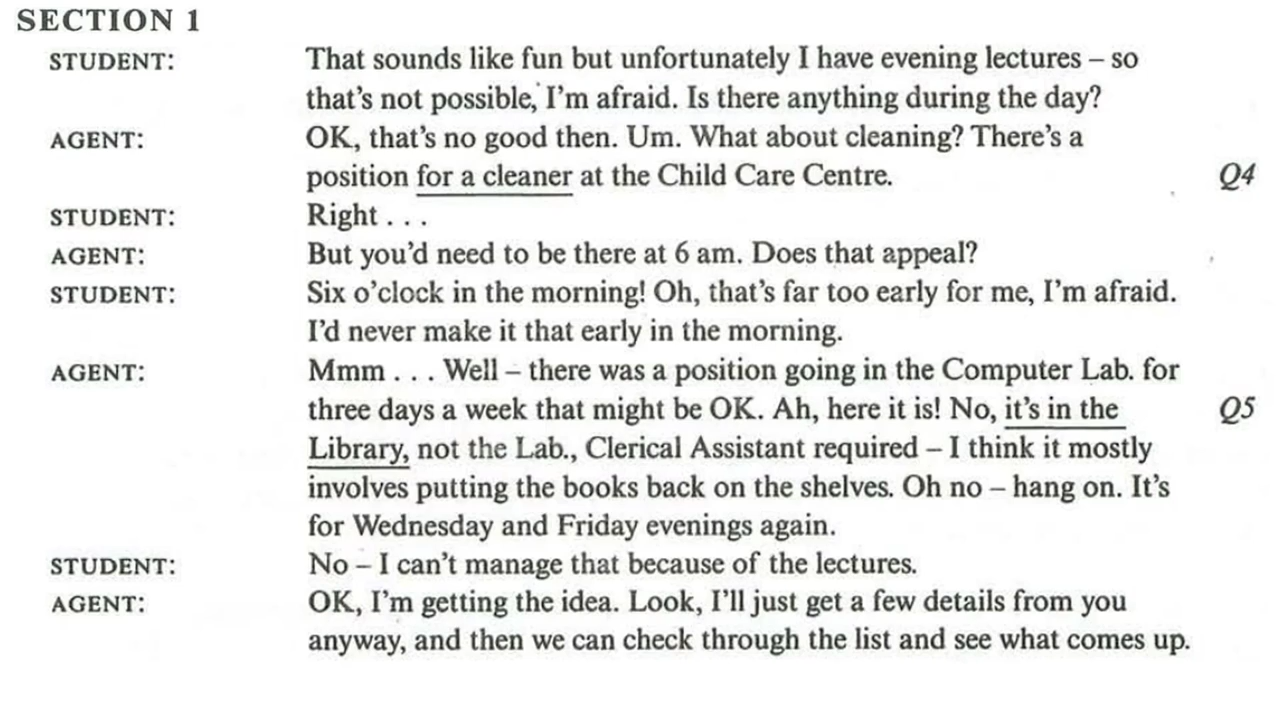 SECTION 1
STUDENT: That sounds like fun but unfortunately I have evening lectures – so
that's not possible, I'm afraid. Is there anything during the day?
AGENT: OK, that's no good then. Um. What about cleaning? There's a
position for a cleaner at the Child Care Centre. Q4
STUDENT: Right . . .
AGENT: But you'd need to be there at 6 am. Does that appeal?
STUDENT: Six o'clock in the morning! Oh, that's far too early for me, I'm afraid.
I'd never make it that early in the morning.
AGENT: Mmm . . . Well – there was a position going in the Computer Lab. for
three days a week that might be OK. Ah, here it is! No, it's in the Q5
Library, not the Lab., Clerical Assistant required – I think it mostly
involves putting the books back on the shelves. Oh no – hang on. It's
for Wednesday and Friday evenings again.
STUDENT: No – I can't manage that because of the lectures.
AGENT: OK, I'm getting the idea. Look, I'll just get a few details from you
anyway, and then we can check through the list and see what comes up.